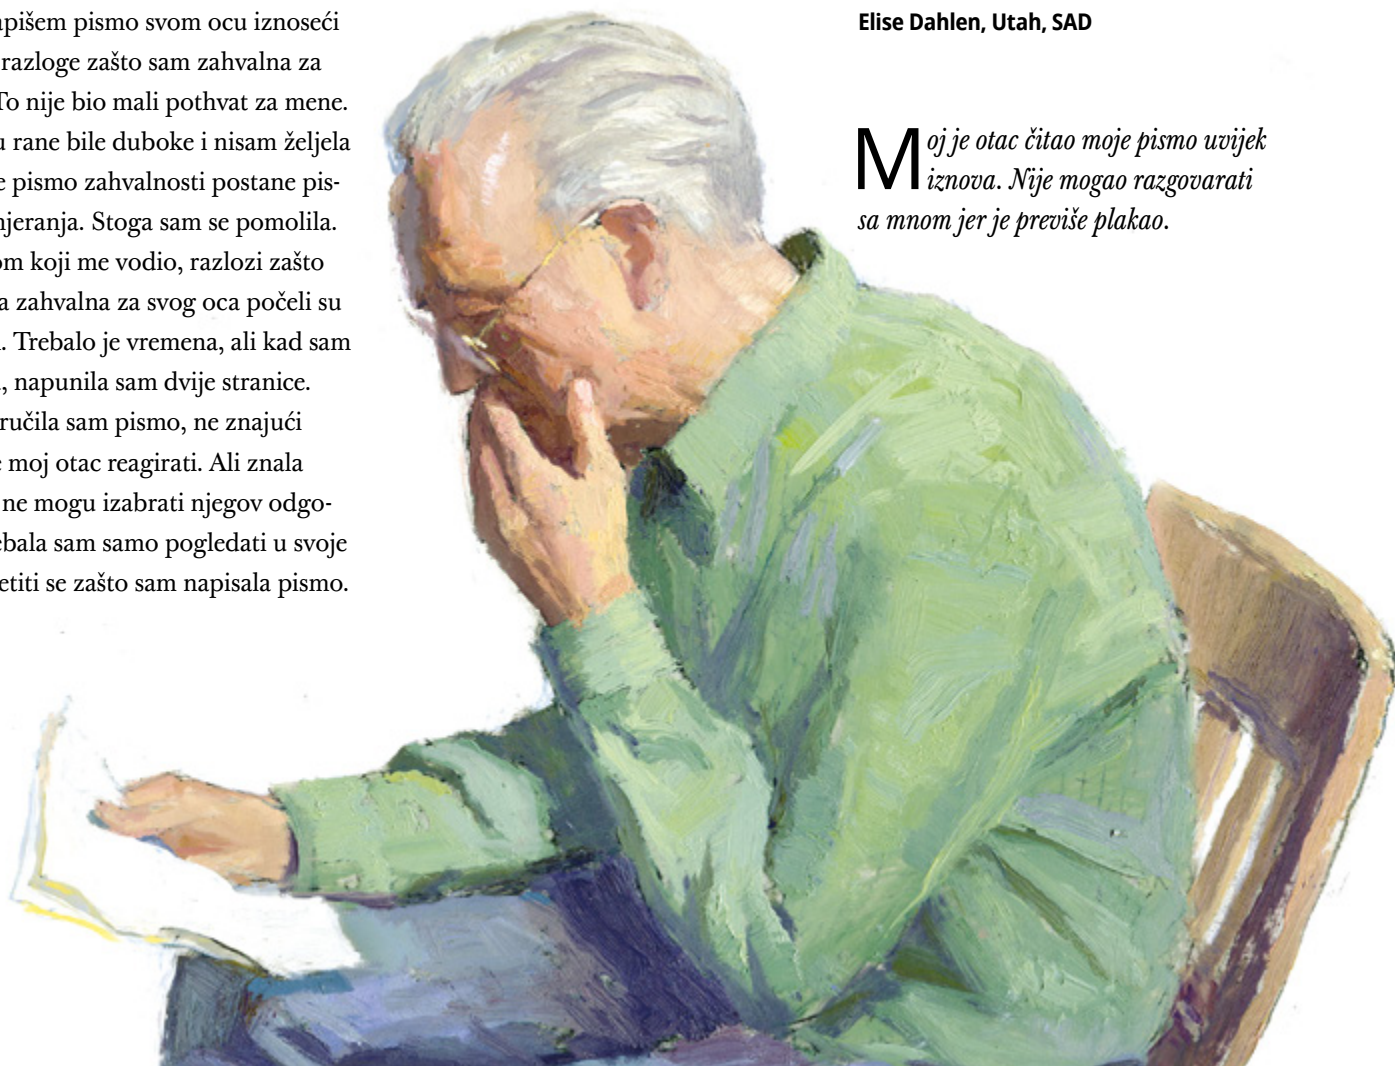 pišem pismo svom ocu iznoseći
razloge zašto sam zahvalna za
To nije bio mali pothvat za mene.
rane bile duboke i nisam željela
pismo zahvalnosti postane pis-
njeranja. Stoga sam se pomolila.
om koji me vodio, razlozi zašto
a zahvalna za svog oca počeli su
. Trebalo je vremena, ali kad sam
, napunila sam dvije stranice.
ručila sam pismo, ne znajući
moj otac reagirati. Ali znala
ne mogu izabrati njegov odgo-
ebala sam samo pogledati u svoje
etiti se zašto sam napisala pismo.
Elise Dahlen, Utah, SAD
Moj je otac čitao moje pismo uvijek
iznova. Nije mogao razgovarati
sa mnom jer je previše plakao.